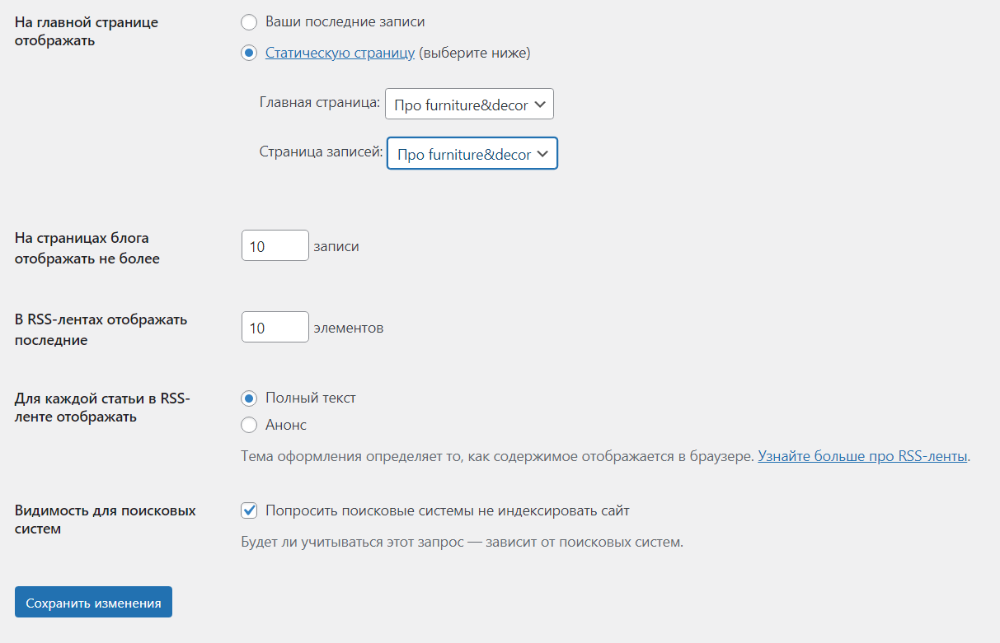 На главной странице
отображать
Ваши последние записи
Статическую страницу (выберите ниже)
Главная страница: Про furniture&decor
Страница записей: Про furniture&decor
На страницах блога
отображать не более
10 записи
В RSS-лентах отображать
последние
10 элементов
Для каждой статьи в RSS-
ленте отображать
Полный текст
Анонс
Тема оформления определяет то, как содержимое отображается в браузере. Узнайте больше про RSS-ленты.
Видимость для поисковых
систем
Попросить поисковые системы не индексировать сайт
Будет ли учитываться этот запрос — зависит от поисковых систем.
Сохранить изменения